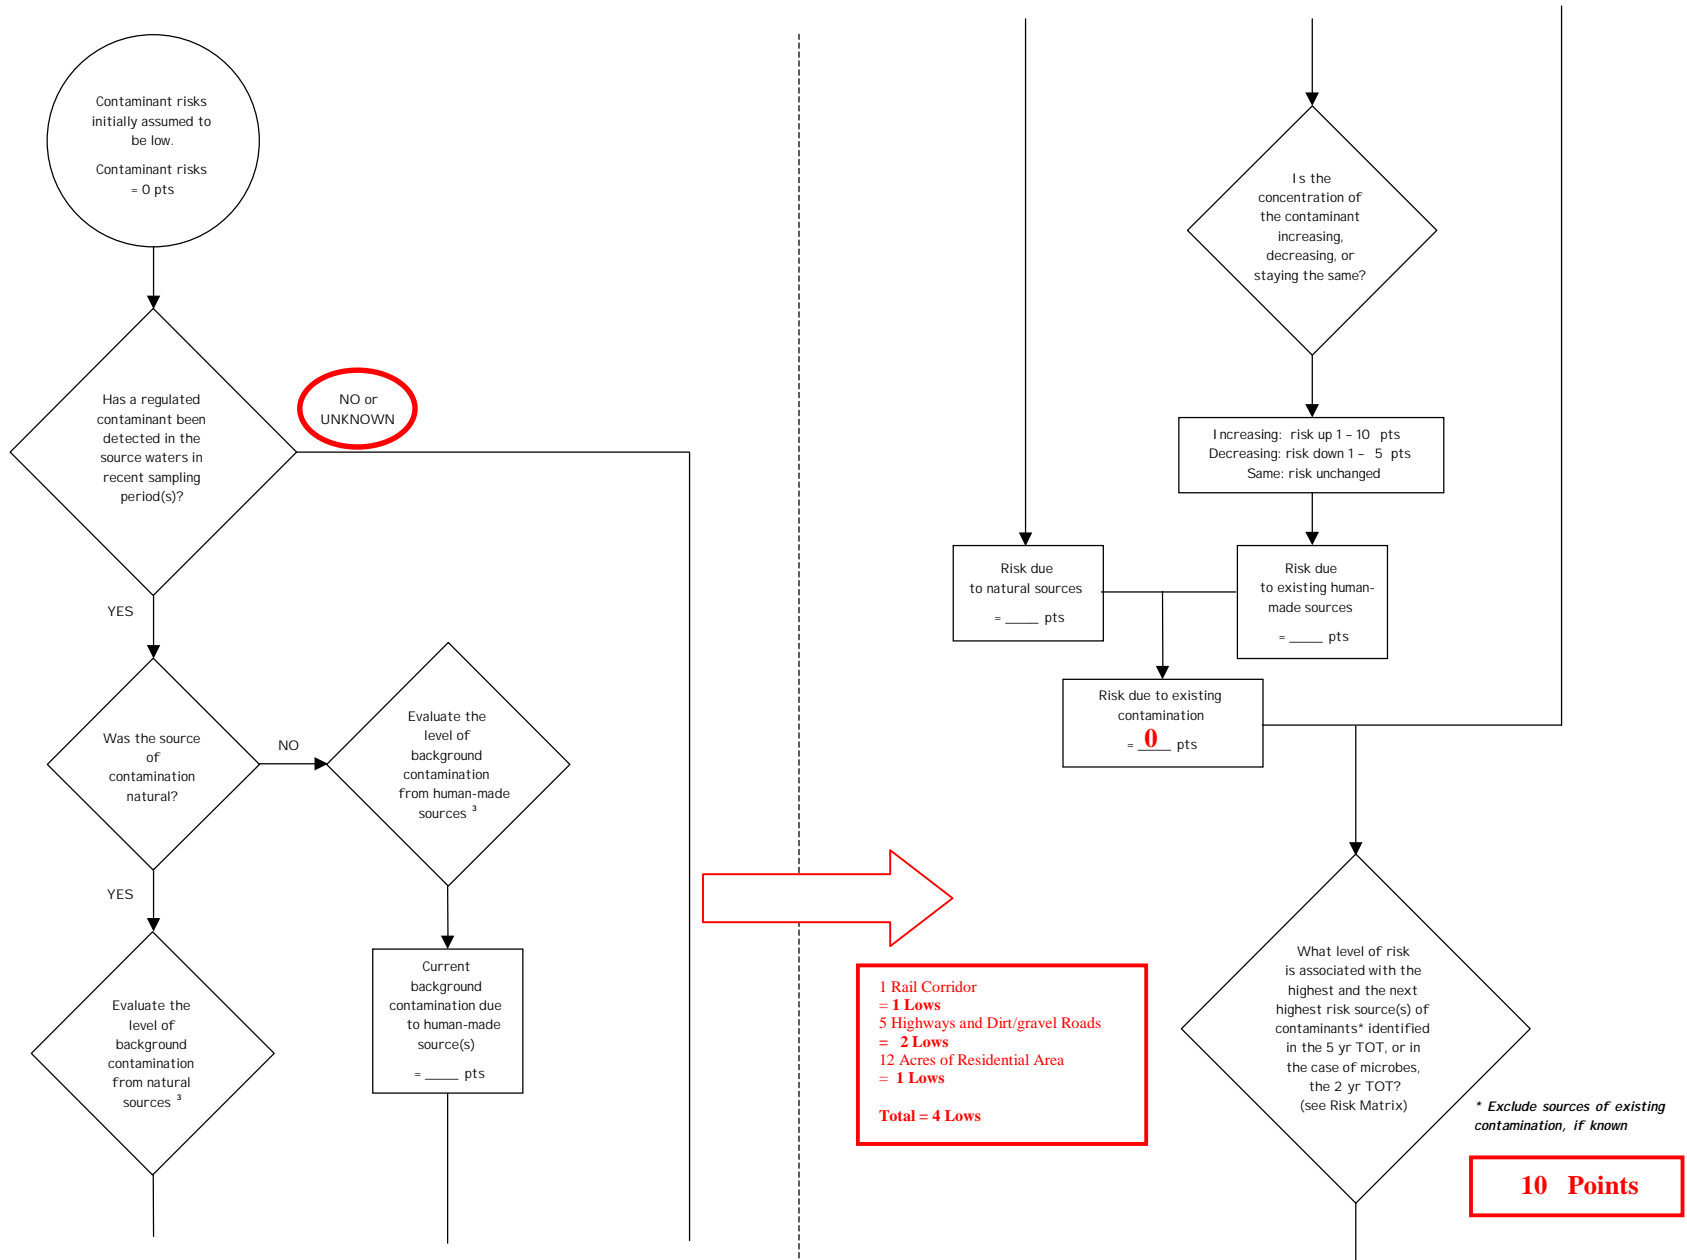 Contaminant risks
initially assumed to
be low.
Contaminant risks
= 0 pts
Has a regulated
contaminant been
detected in the
source waters in
recent sampling
period(s)?
NO or
UNKNOWN
YES
Was the source
of
contamination
natural?
NO
Evaluate the
level of
background
contamination
from human-made
sources ³
YES
Evaluate the
level of
background
contamination
from natural
sources ³
Current
background
contamination due
to human-made
source(s)
= _____ pts
Is the
concentration of
the contaminant
increasing,
decreasing, or
staying the same?
Increasing: risk up 1 – 10 pts
Decreasing: risk down 1 – 5 pts
Same: risk unchanged
Risk due
to natural sources
= _____ pts
Risk due
to existing human-
made sources
= _____ pts
Risk due to existing
contamination
= __0__ pts
1 Rail Corridor
= 1 Lows
5 Highways and Dirt/gravel Roads
= 2 Lows
12 Acres of Residential Area
= 1 Lows
Total = 4 Lows
What level of risk
is associated with the
highest and the next
highest risk source(s) of
contaminants* identified
in the 5 yr TOT, or in
the case of microbes,
the 2 yr TOT?
(see Risk Matrix)
* Exclude sources of existing
contamination, if known
10 Points